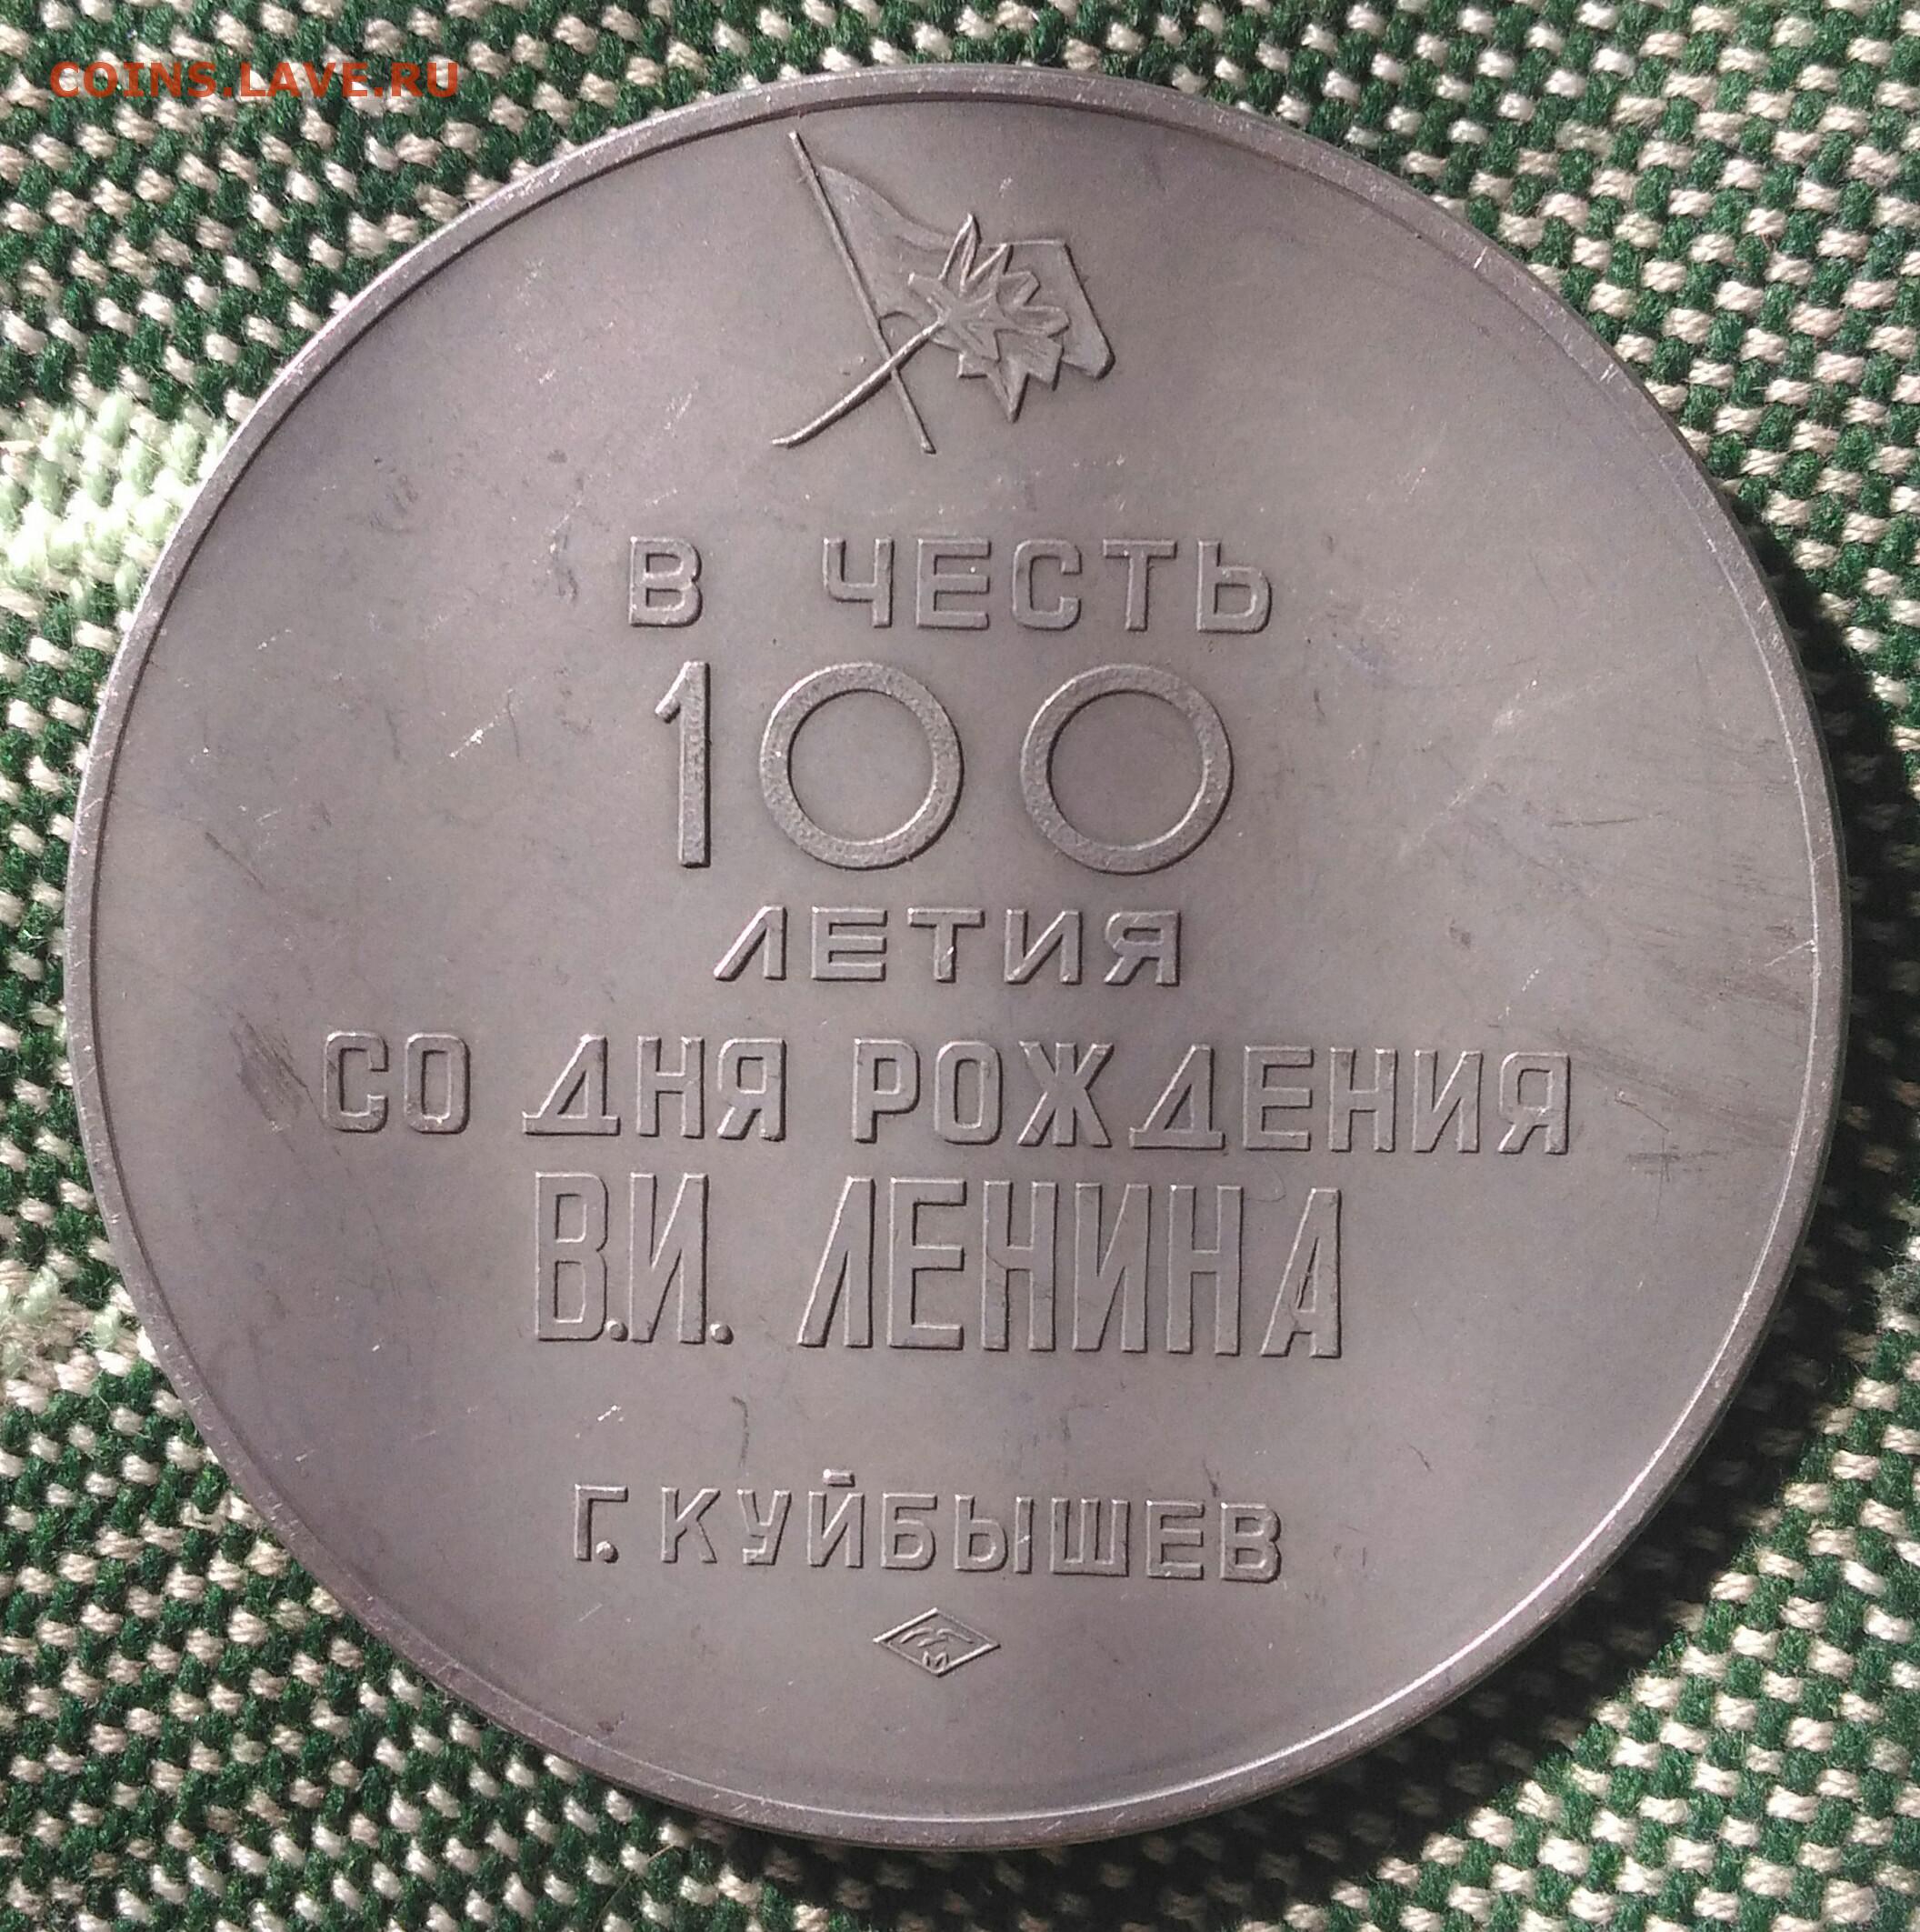 COINS.LAVE.RU
В ЧЕСТЬ
100
ЛЕТИЯ
СО ДНЯ РОЖДЕНИЯ
В.И. ЛЕНИНА
Г. КУЙБЫШЕВ